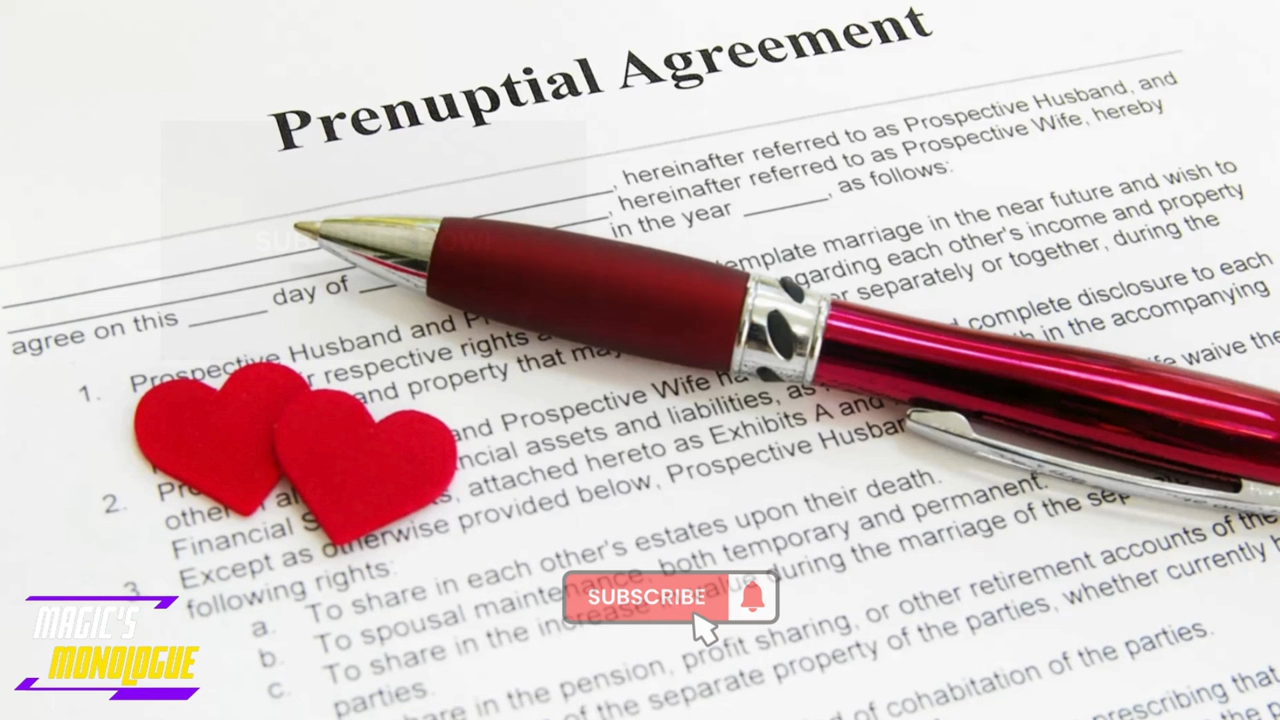 Prenuptial Agreement
, hereinafter referred to as Prospective Husband, and
, hereinafter referred to as Prospective Wife, hereby
agree on this ______ day of ___ in the year ______, as follows:
1. Prospective Husband and
marriage in the near future and wish to
respective rights
regarding each other's income and property
and property that may
separately or together, during the
2.
and Prospective Wife
complete disclosure to each
other
assets and liabilities, as
in the accompanying
Financial
, attached hereto as Exhibits A and
3. Except as otherwise provided below, Prospective
waive the
following rights:
a. To share in each other's estates upon their death.
b. To spousal maintenance, both temporary and permanent.
c. To share in the increase in value during the marriage of the
parties.
share in the pension, profit sharing, or other retirement accounts of the
of the separate property of the parties, whether currently
of cohabitation of the parties.
prescribing that
SUBSCRIBE
MAGIC'S
MONOLOGUE